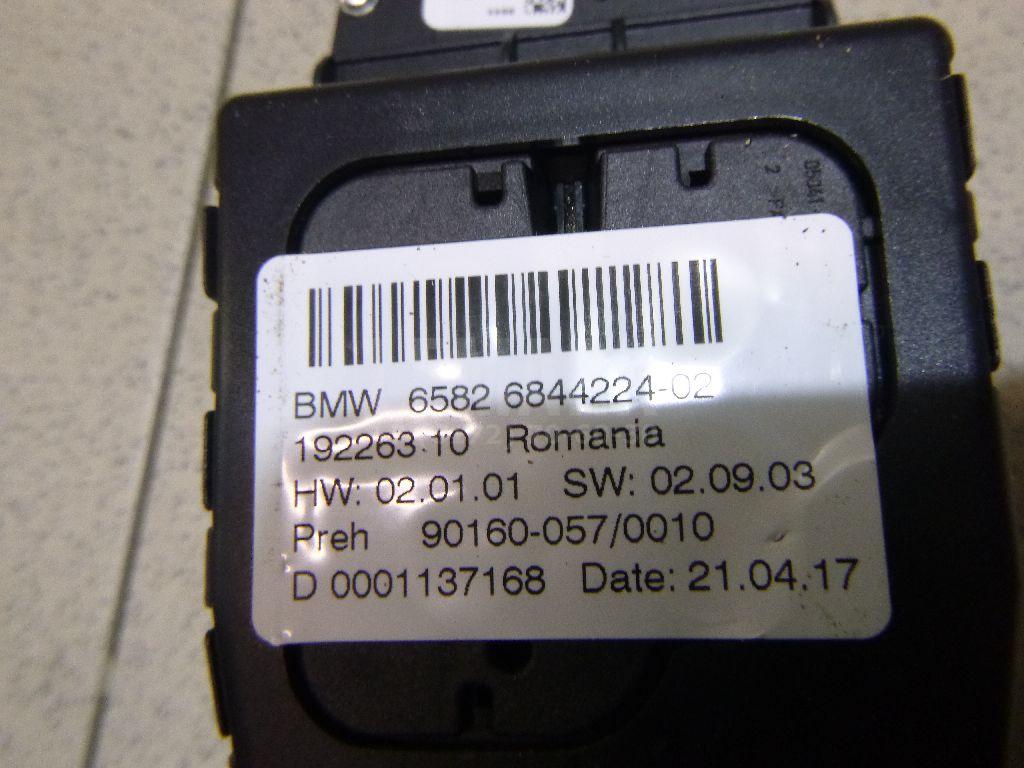 BMW 6582 6844224-02
192263 10 Romania
HW: 02.01.01 SW: 02.09.03
Preh 90160-057/0010
D 0001137168 Date: 21.04.17